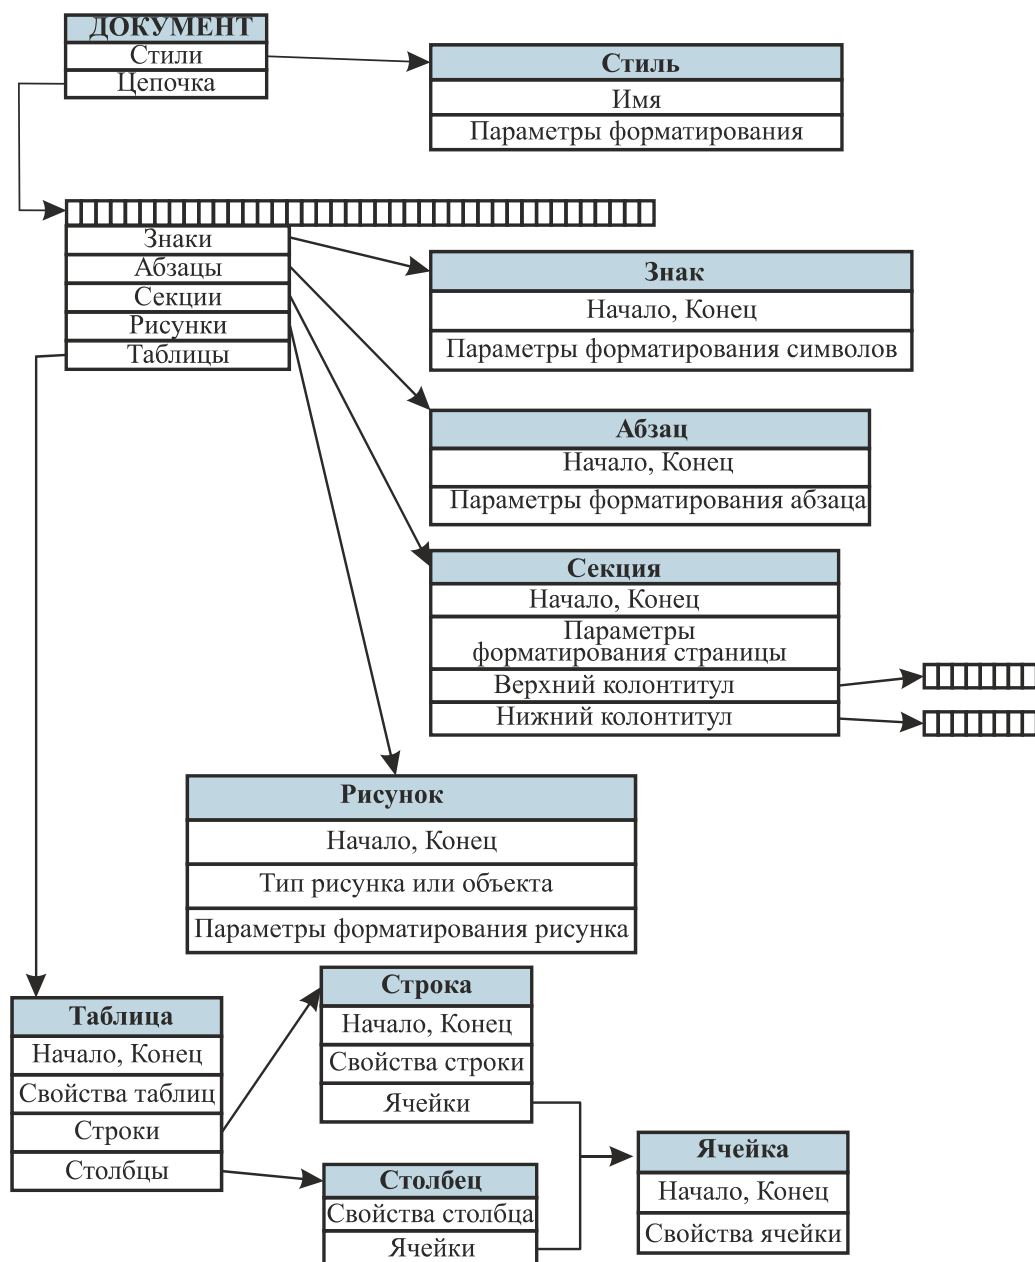 ДОКУМЕНТ
Стили
Цепочка
Стиль
Имя
Параметры форматирования
Знаки
Абзацы
Секции
Рисунки
Таблицы
Знак
Начало, Конец
Параметры форматирования символов
Абзац
Начало, Конец
Параметры форматирования абзаца
Секция
Начало, Конец
Параметры
форматирования страницы
Верхний колонтитул
Нижний колонтитул
Рисунок
Начало, Конец
Тип рисунка или объекта
Параметры форматирования рисунка
Таблица
Начало, Конец
Свойства таблиц
Строки
Столбцы
Строка
Начало, Конец
Свойства строки
Ячейки
Столбец
Свойства столбца
Ячейки
Ячейка
Начало, Конец
Свойства ячейки